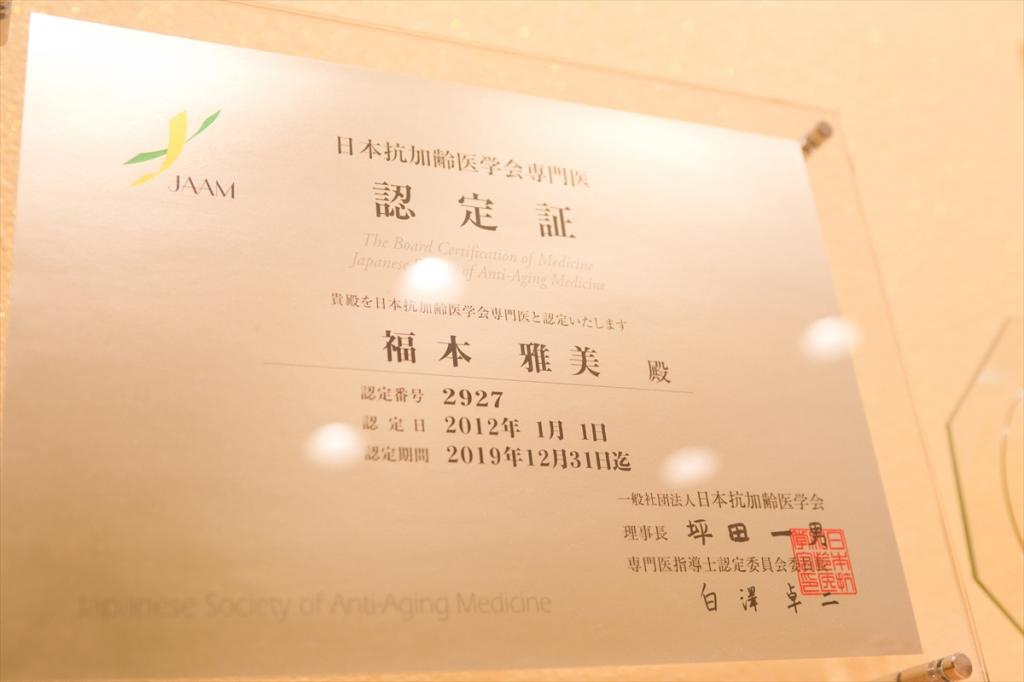 JAAM
日本抗加齢医学会専門医
認定証
The Board Certification of Medicine
Japanese of Anti-Aging Medicine
貴殿を日本抗加齢医学会専門医と認定いたします
福本 雅美 殿
認定番号 2927
認定日 2012年 1月 1日
認定期間 2019年12月31日迄
一般社団法人日本抗加齢医学会
理事長 坪田一男
専門医指導士認定委員会委員長
白澤卓二
Japanese Society of Anti-Aging Medicine